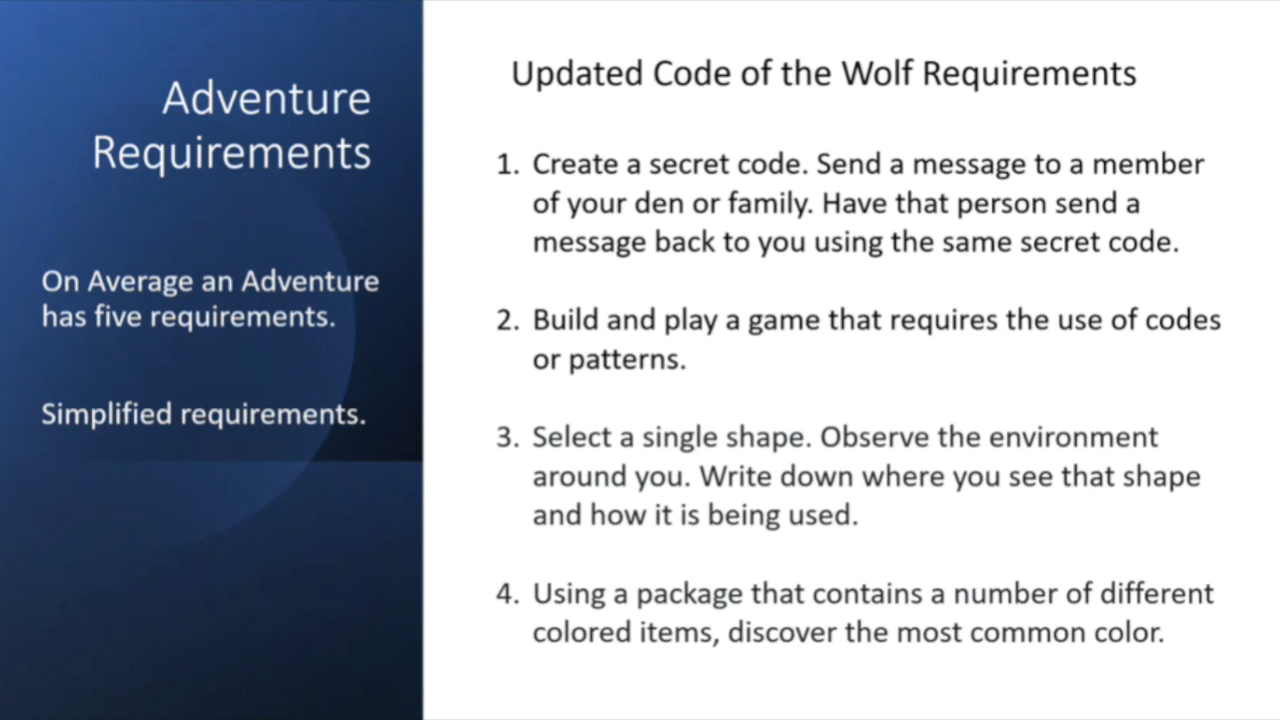 Adventure
Requirements
On Average an Adventure
has five requirements.
Simplified requirements.
Updated Code of the Wolf Requirements
1. Create a secret code. Send a message to a member
of your den or family. Have that person send a
message back to you using the same secret code.
2. Build and play a game that requires the use of codes
or patterns.
3. Select a single shape. Observe the environment
around you. Write down where you see that shape
and how it is being used.
4. Using a package that contains a number of different
colored items, discover the most common color.